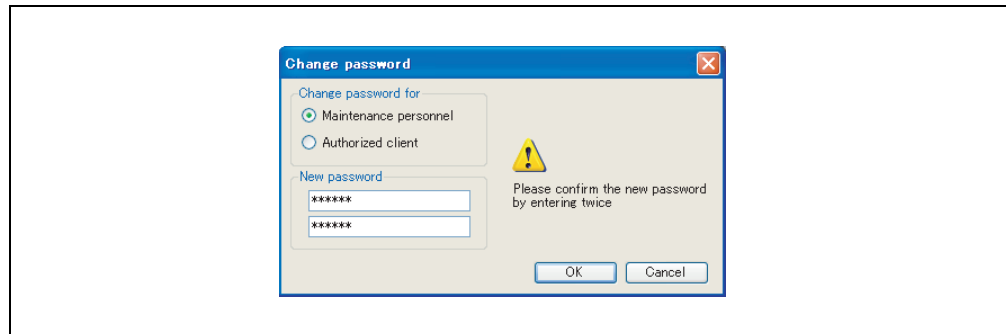 Change password
Change password for
Maintenance personnel
Authorized client
New password
******
******
Please confirm the new password
by entering twice
OK
Cancel